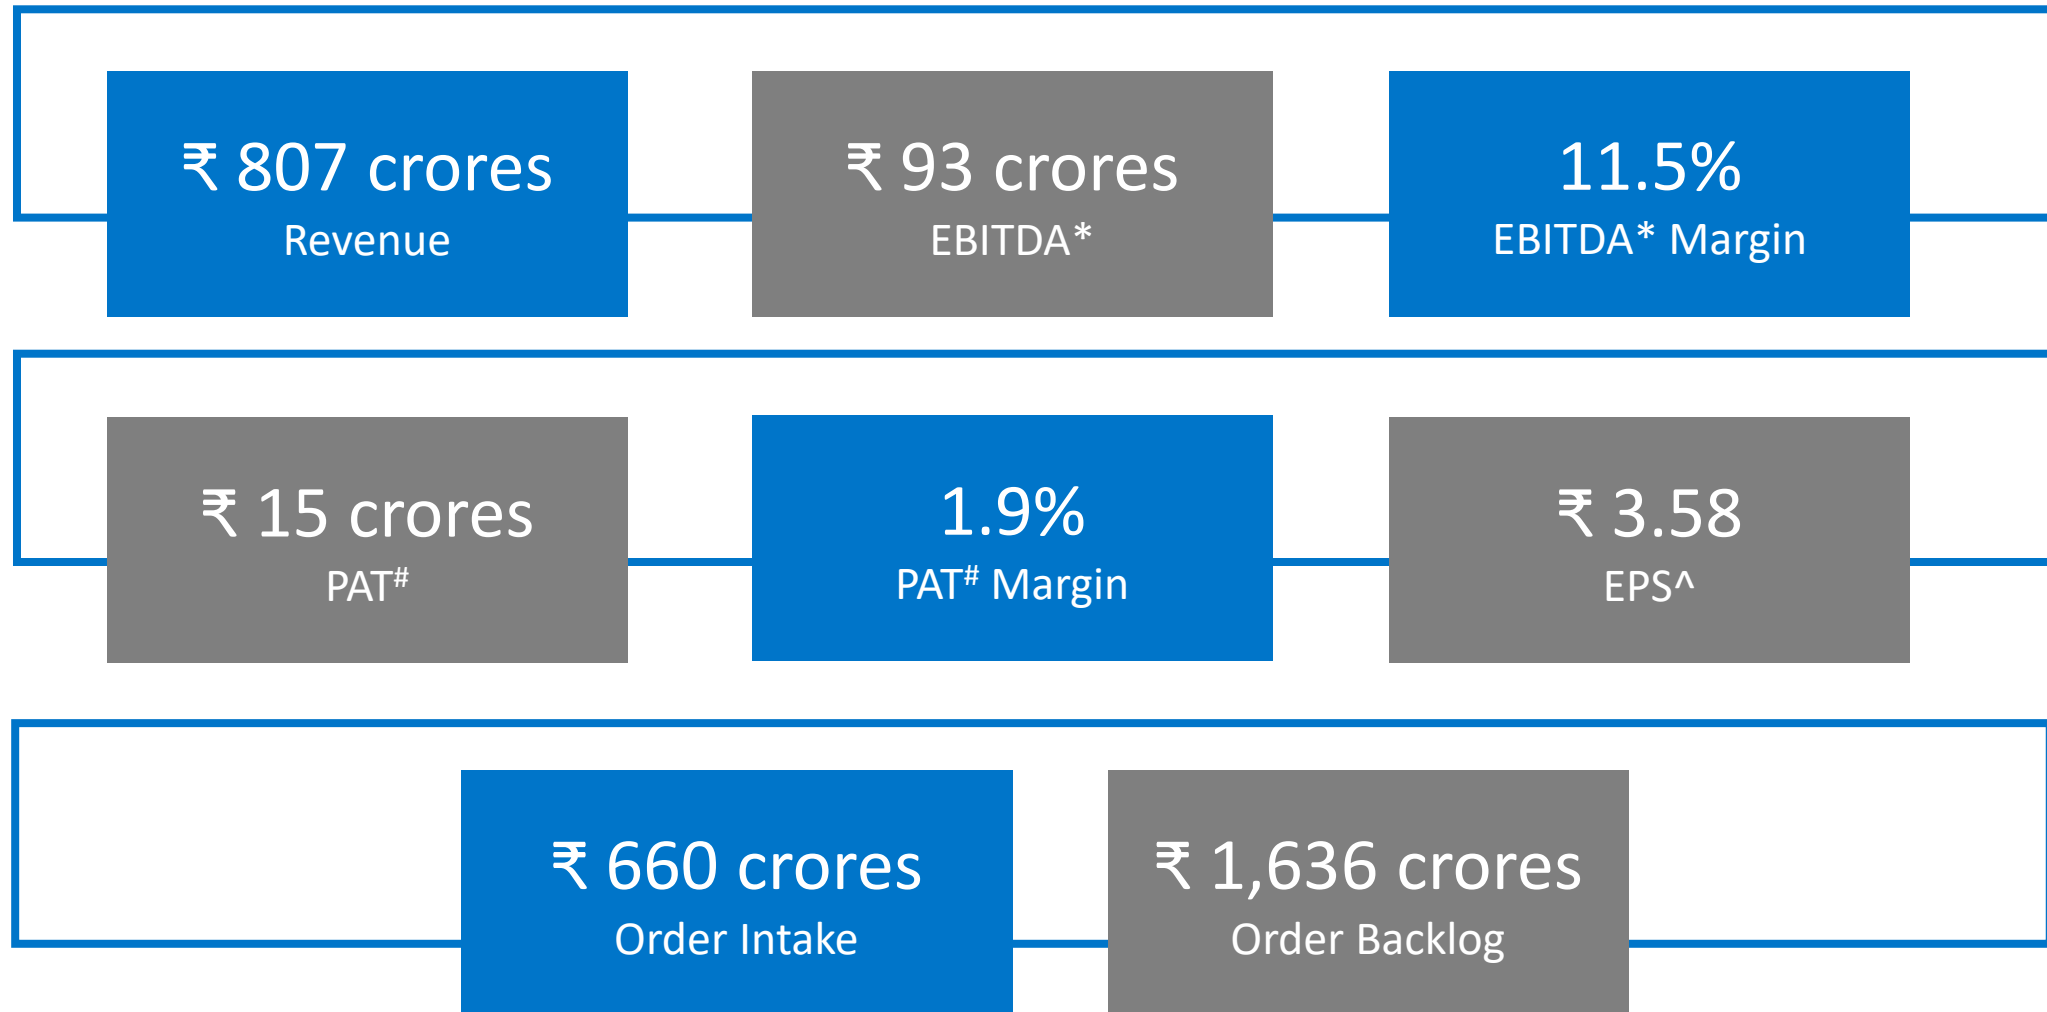 ₹ 807 crores
Revenue
₹ 93 crores
EBITDA*
11.5%
EBITDA* Margin
₹ 15 crores
PAT#
1.9%
PAT# Margin
₹ 3.58
EPS^
₹ 660 crores
Order Intake
₹ 1,636 crores
Order Backlog